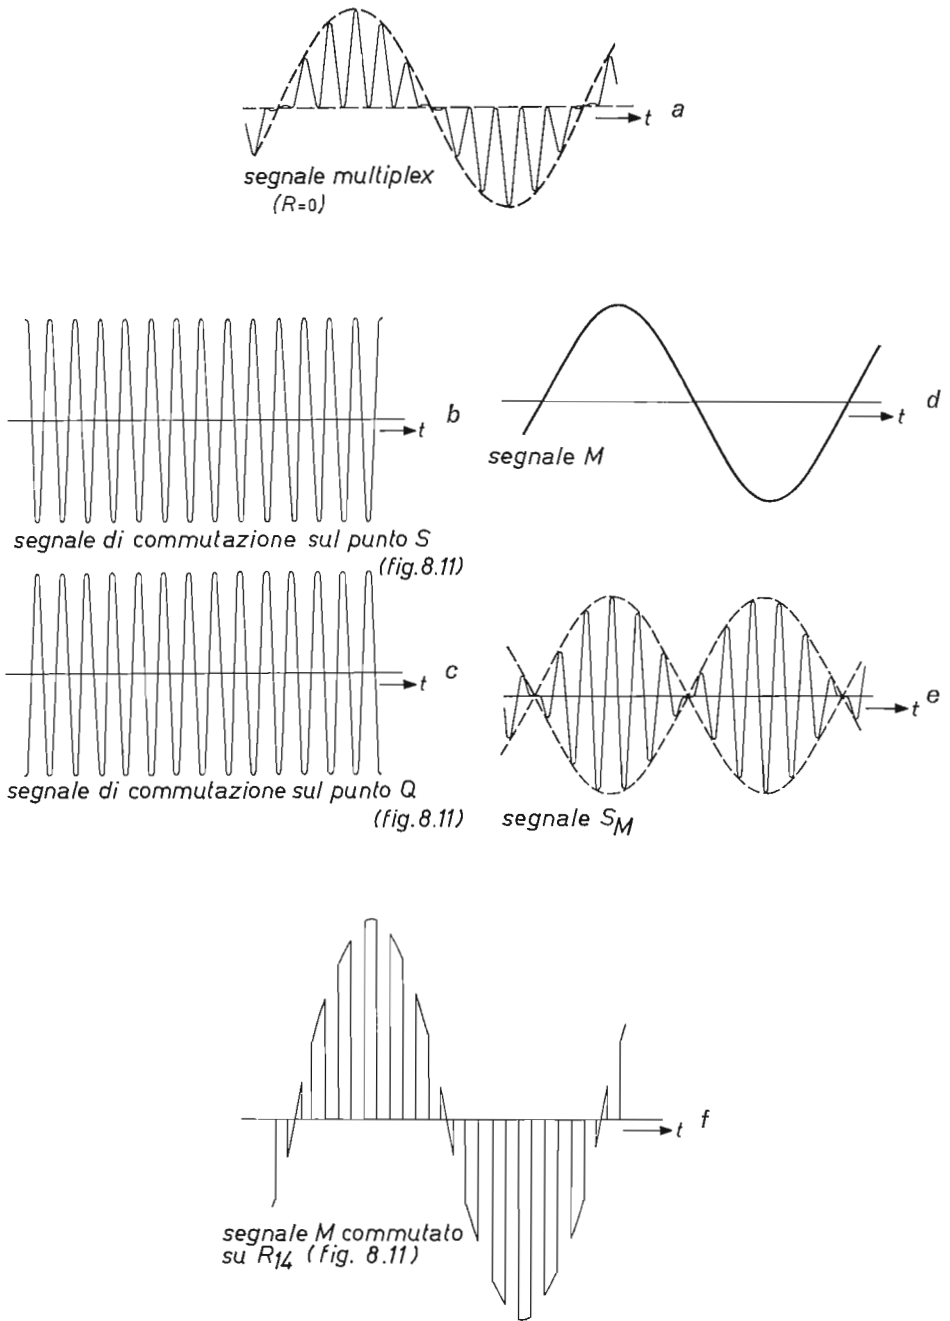 t a
segnale multiplex
(R=0)
t b
segnale di commutazione sul punto S
(fig.8.11)
t d
segnale M
t c
segnale di commutazione sul punto Q
(fig.8.11)
t e
segnale SM
t f
segnale M commutato
su R14 (fig. 8.11)